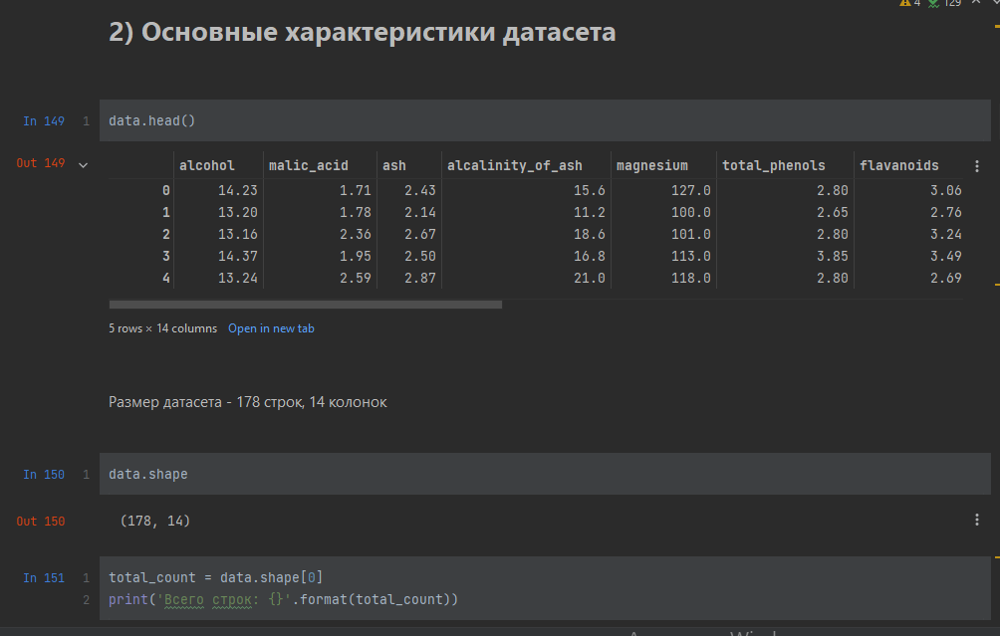 4 129
2) Основные характеристики датасета
In 149 1 data.head()
Out 149
alcohol malic_acid ash alcalinity_of_ash magnesium total_phenols flavanoids
0 14.23 1.71 2.43 15.6 127.0 2.80 3.06
1 13.20 1.78 2.14 11.2 100.0 2.65 2.76
2 13.16 2.36 2.67 18.6 101.0 2.80 3.24
3 14.37 1.95 2.50 16.8 113.0 3.85 3.49
4 13.24 2.59 2.87 21.0 118.0 2.80 2.69
5 rows × 14 columns Open in new tab
Размер датасета - 178 строк, 14 колонок
In 150 1 data.shape
Out 150 (178, 14)
In 151 1 total_count = data.shape[0]
2 print('Всего строк: {}'.format(total_count))